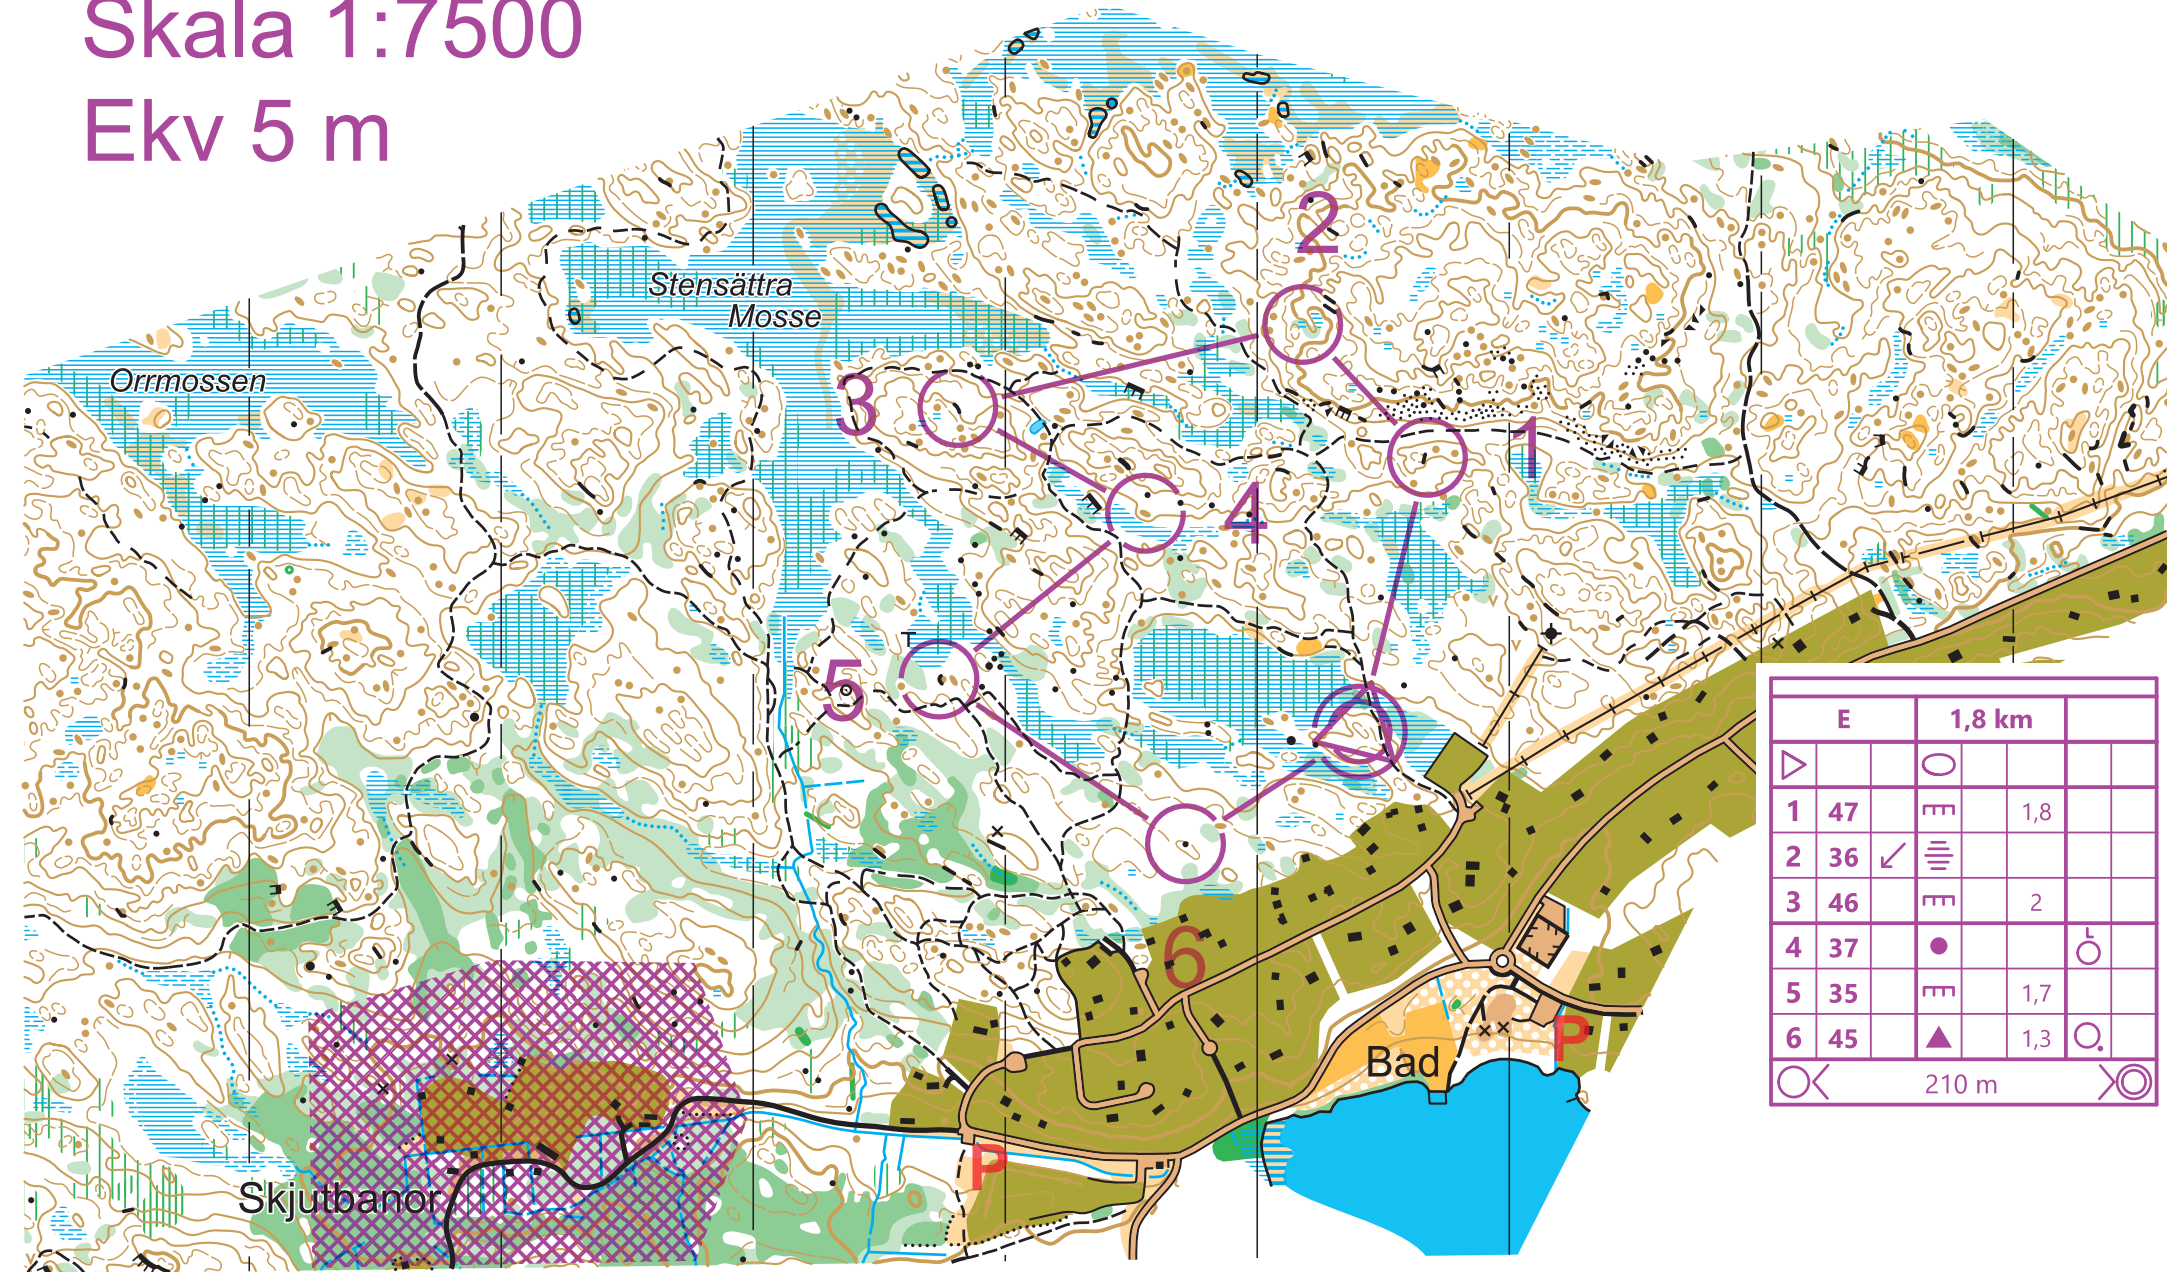 Skala 1:7500
Ekv 5 m
2
Stensättra
Mosse
Orrmossen
3
1
4
5
6
Bad
P
P
Skjutbanor
E 1,8 km
1 47 1,8
2 36
3 46 2
4 37
5 35 1,7
6 45 1,3
210 m